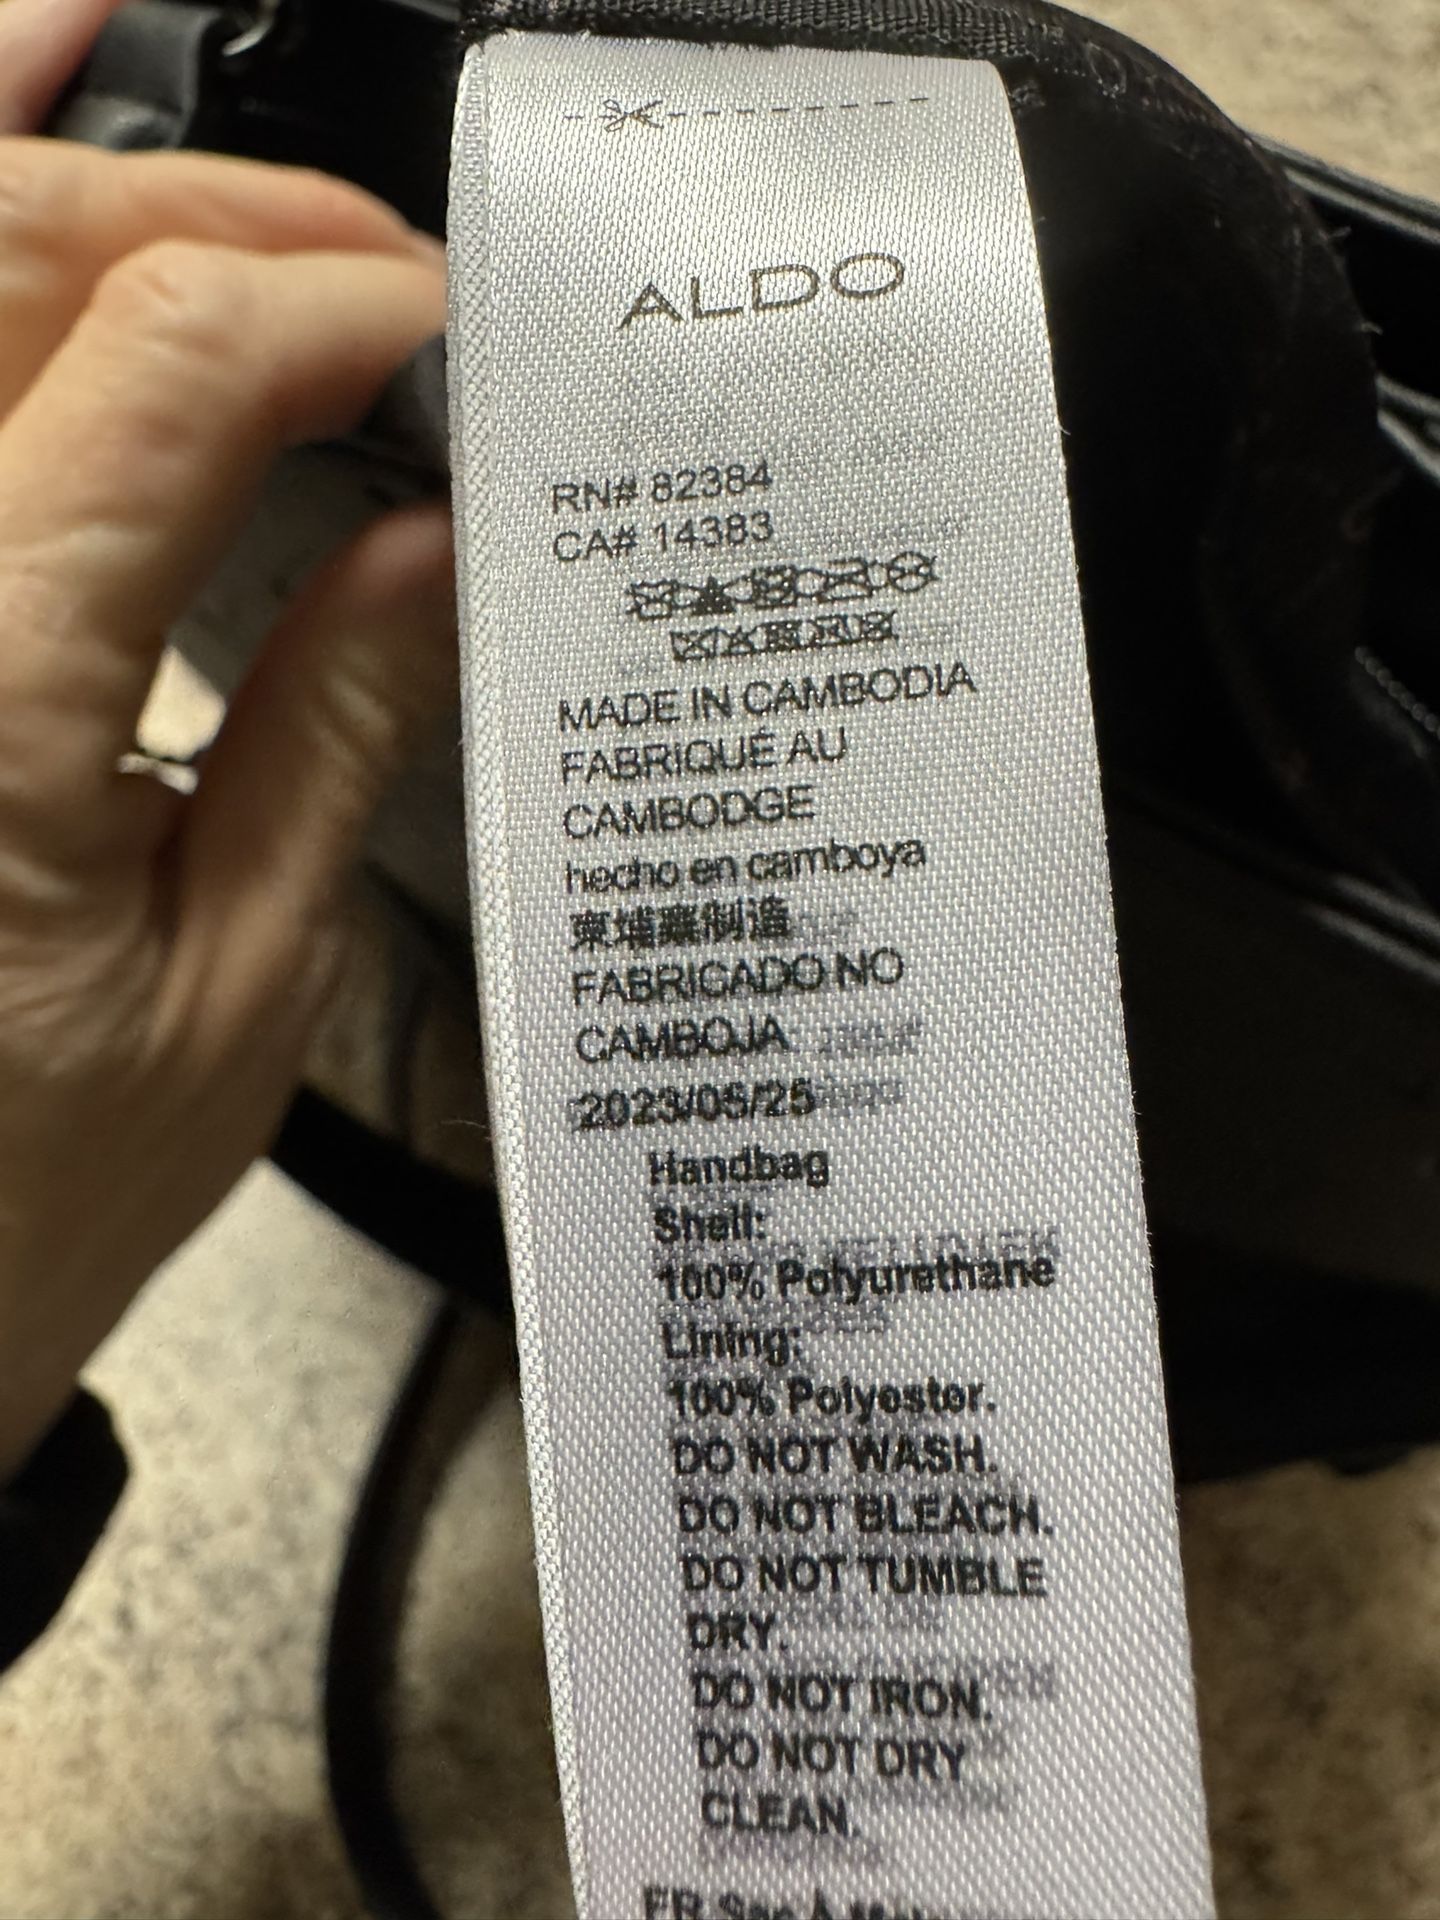 ALDO
RN# 82384
CA# 14383
MADE IN CAMBODIA
FABRIQUÉ AU
CAMBODGE
hecho en camboya
柬埔寨制造
FABRICADO NO
CAMBOJA
2023/05/25
Handbag
Shell:
100% Polyurethane
Lining:
100% Polyester.
DO NOT WASH.
DO NOT BLEACH.
DO NOT TUMBLE
DRY.
DO NOT IRON.
DO NOT DRY
CLEAN.
FR Sac À